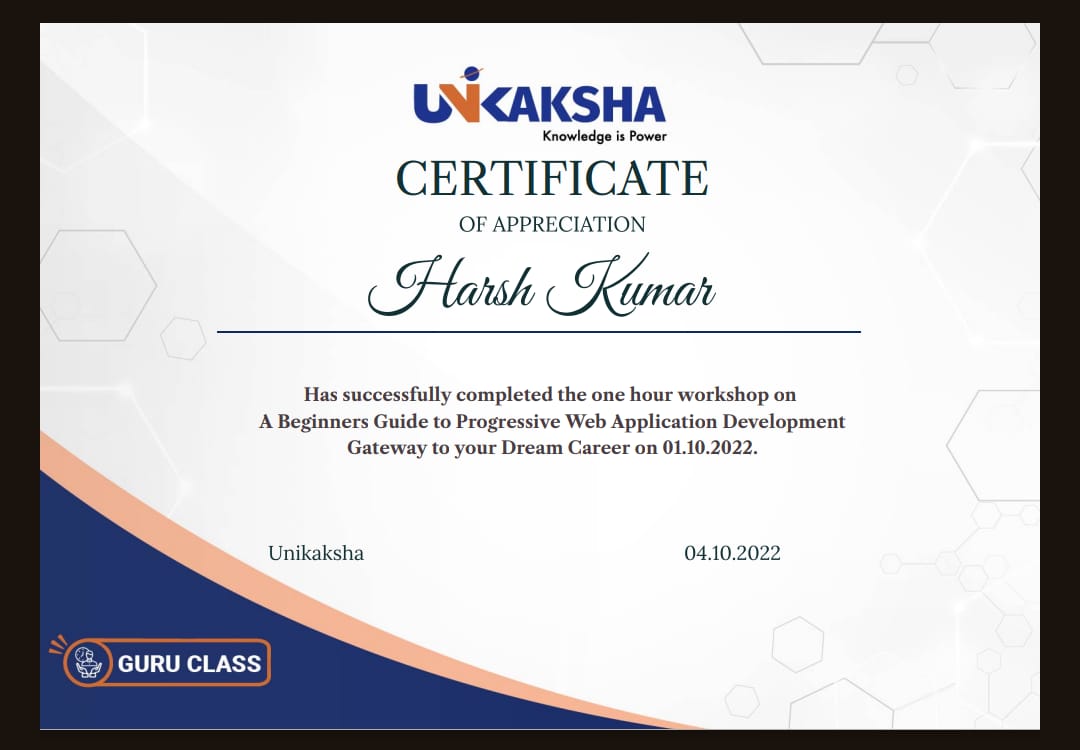 UNIKAKSHA
Knowledge is Power
CERTIFICATE
OF APPRECIATION
Harsh Kumar
Has successfully completed the one hour workshop on
A Beginners Guide to Progressive Web Application Development
Gateway to your Dream Career on 01.10.2022.
Unikaksha
04.10.2022
GURU CLASS